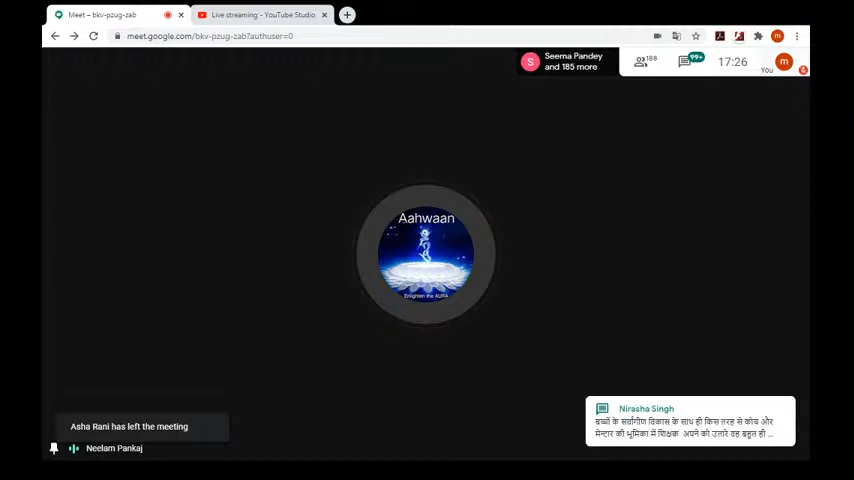 Meet – bkv-pzug-zab
Live streaming - YouTube Studio
meet.google.com/bkv-pzug-zab?authuser=0
m
S
Seema Pandey
and 185 more
188
99+
17:26
You
m
Aahwaan
Enlighten the AURA
Asha Rani has left the meeting
Neelam Pankaj
Nirasha Singh
बच्चों के सर्वांगीण विकास के साथ ही किस तरह से कोच और
मेन्टार की भूमिका में शिक्षक अपने को उतारे वह बहुत ही ...